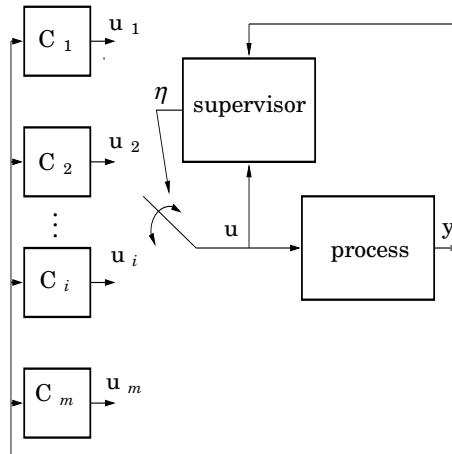 C 1
u 1
η
supervisor
C 2
u 2
⋮
u
y
process
C i
u i
C m
u m